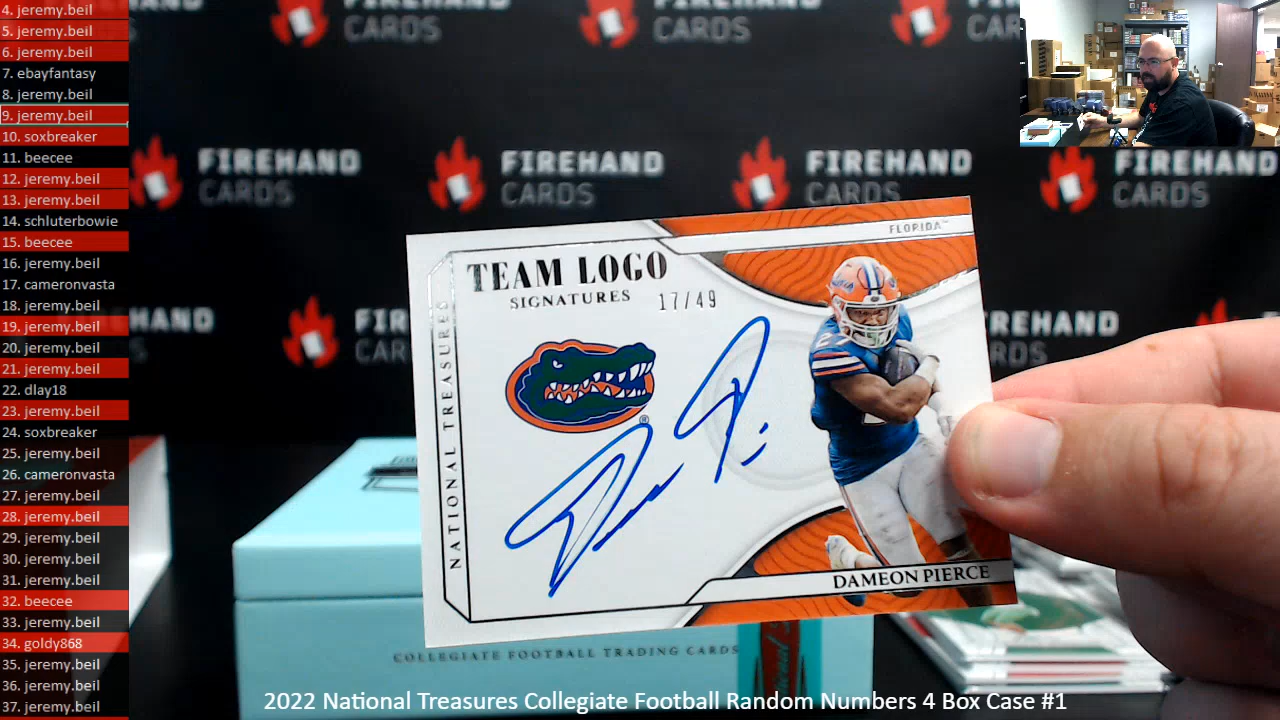 4. jeremy.beil
5. jeremy.beil
6. jeremy.beil
7. ebayfantasy
8. jeremy.beil
9. jeremy.beil
10. soxbreaker
11. beecee
12. jeremy.beil
13. jeremy.beil
14. schluterbowie
15. beecee
16. jeremy.beil
17. cameronvasta
18. jeremy.beil
19. jeremy.beil
20. jeremy.beil
21. jeremy.beil
22. dlay18
23. jeremy.beil
24. soxbreaker
25. jeremy.beil
26. cameronvasta
27. jeremy.beil
28. jeremy.beil
29. jeremy.beil
30. jeremy.beil
31. jeremy.beil
32. beecee
33. jeremy.beil
34. goldy868
35. jeremy.beil
36. jeremy.beil
37. jeremy.beil
FIREHAND CARDS
FIREHAND CARDS
FIREHAND CARDS
FIREHAND CARDS
CARDS
CARDS
CARDS
FLORIDA™
TEAM LOGO
SIGNATURES
17/49
NATIONAL TREASURES
27
DAMEON PIERCE
COLLEGIATE FOOTBALL TRADING CARDS
2022 National Treasures Collegiate Football Random Numbers 4 Box Case #1